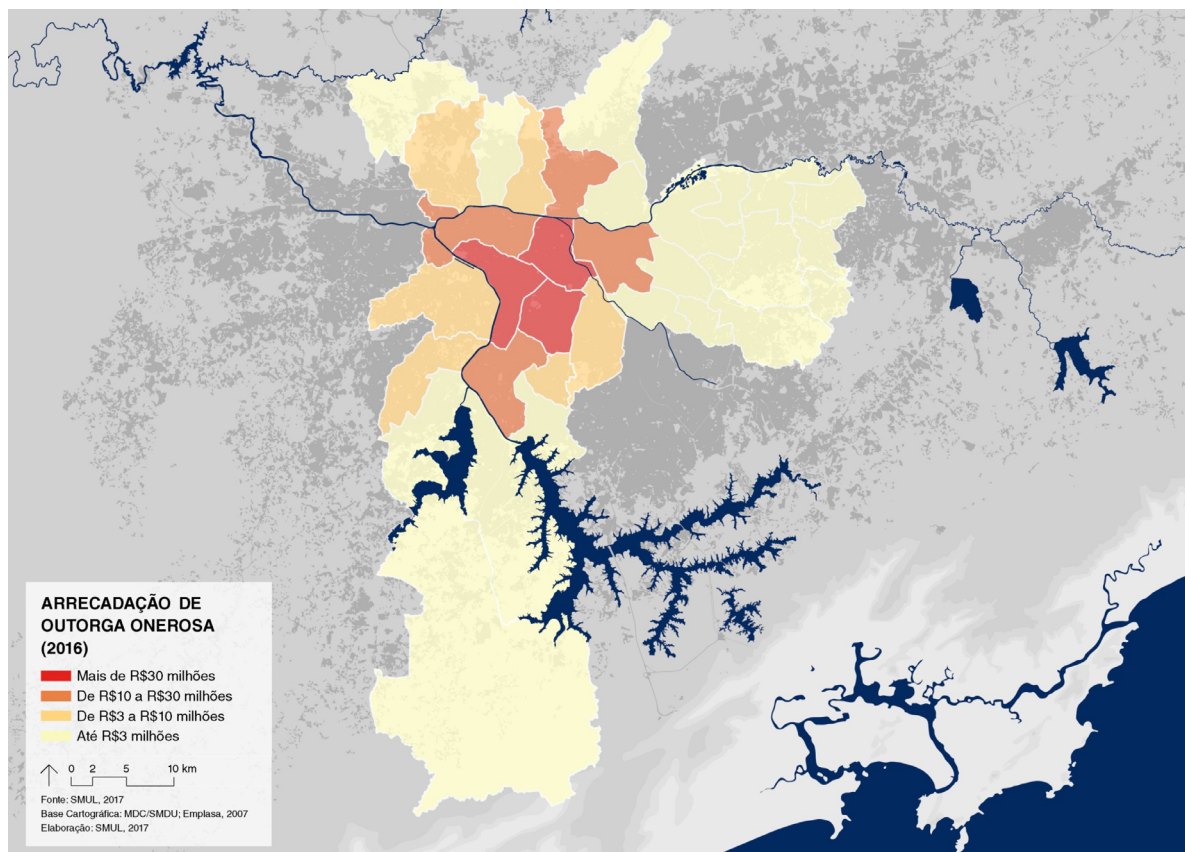 ARRECADAÇÃO DE
OUTORGA ONEROSA
(2016)
Mais de R$30 milhões
De R$10 a R$30 milhões
De R$3 a R$10 milhões
Até R$3 milhões
0 2 5 10 km
Fonte: SMUL, 2017
Base Cartográfica: MDC/SMDU; Emplasa, 2007
Elaboração: SMUL, 2017